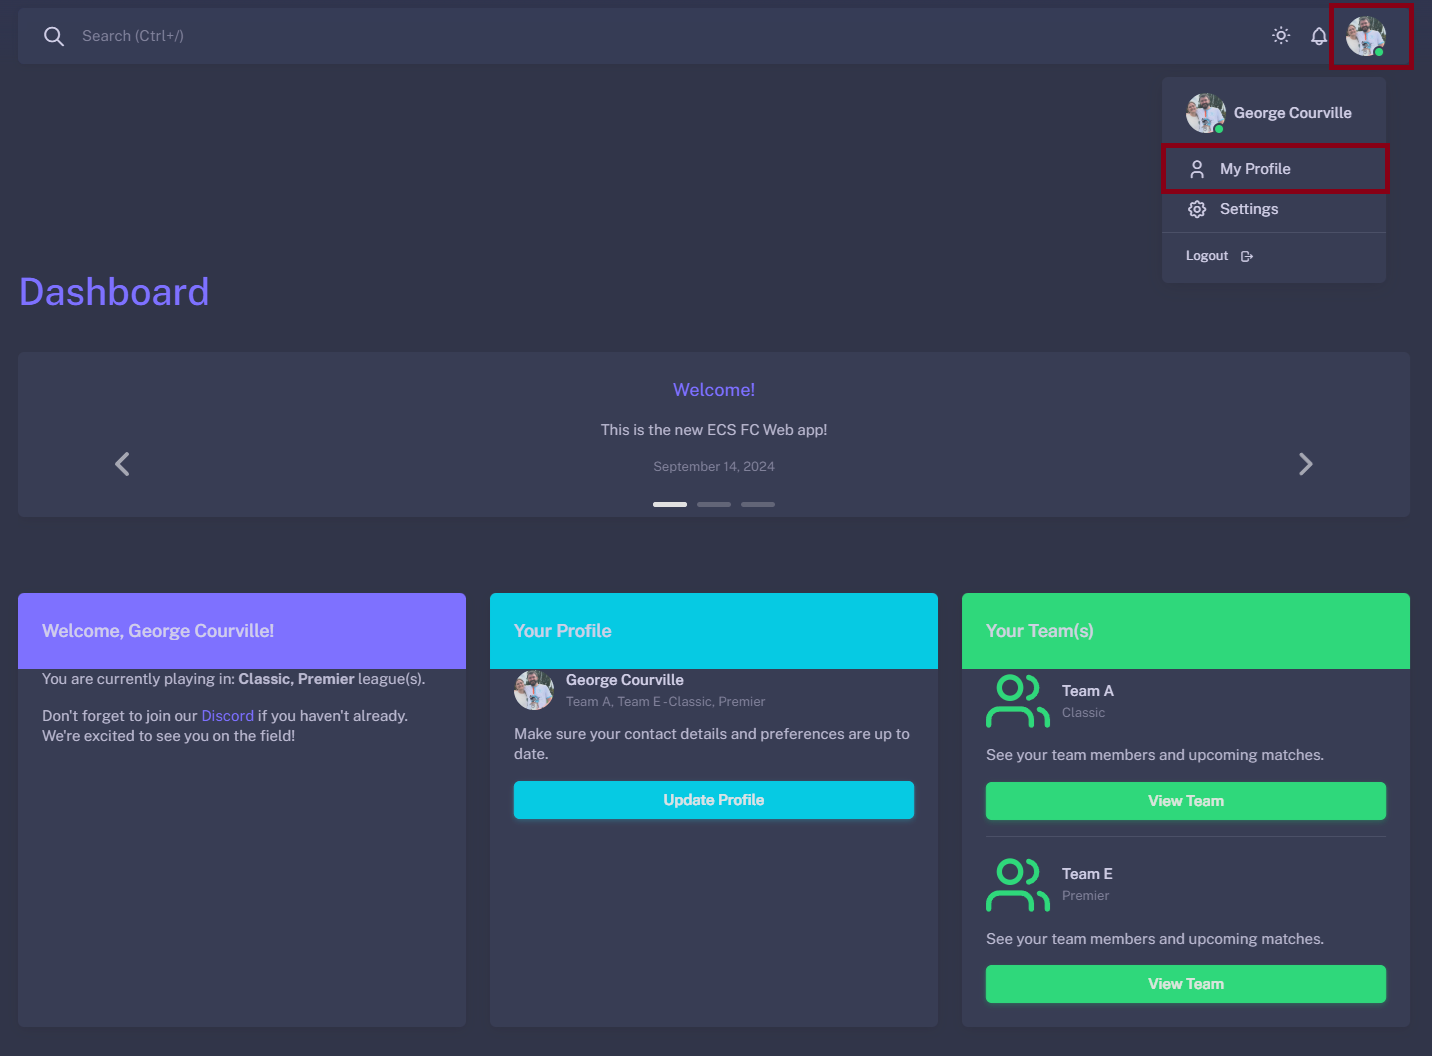 Search (Ctrl+/)
George Courville
My Profile
Settings
Logout
Dashboard
Welcome!
This is the new ECS FC Web app!
September 14, 2024
Welcome, George Courville!
You are currently playing in: Classic, Premier league(s).
Don't forget to join our Discord if you haven't already.
We're excited to see you on the field!
Your Profile
George Courville
Team A, Team E - Classic, Premier
Make sure your contact details and preferences are up to
date.
Update Profile
Your Team(s)
Team A
Classic
See your team members and upcoming matches.
View Team
Team E
Premier
See your team members and upcoming matches.
View Team